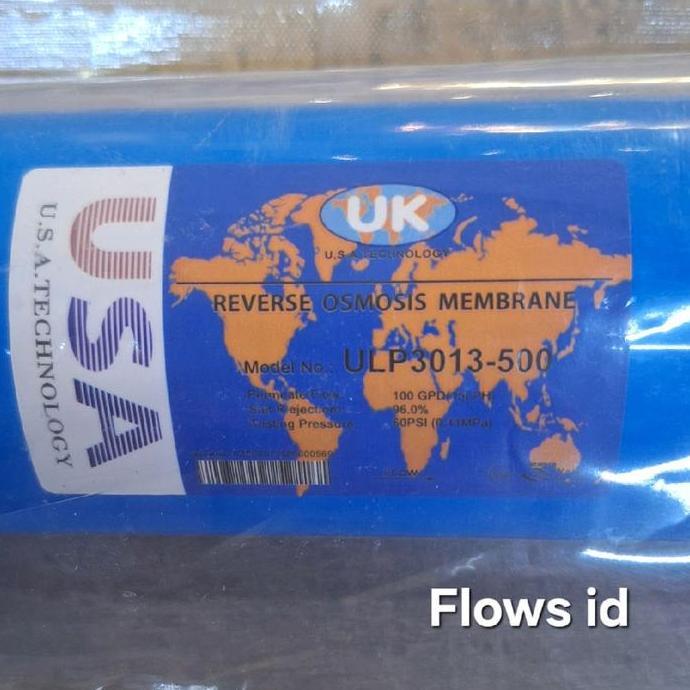 USA
U.S.A.TECHNOLOGY
UK
U.S.A.TECHNOLOGY
REVERSE OSMOSIS MEMBRANE
Model No.: ULP3013-500
Permeate Flow: 100 GPD
Salt Rejection: 96.0%
Testing Pressure: 60PSI
FLOW
Flows id